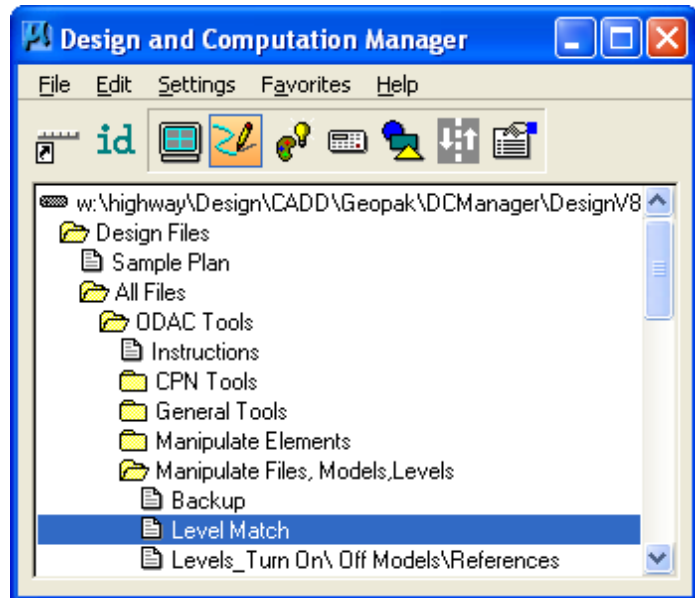 Design and Computation Manager
File Edit Settings Favorites Help
id
w:\highway\Design\CADD\Geopak\DCManager\DesignV8
Design Files
Sample Plan
All Files
ODAC Tools
Instructions
CPN Tools
General Tools
Manipulate Elements
Manipulate Files, Models,Levels
Backup
Level Match
Levels_Turn On\ Off Models\References